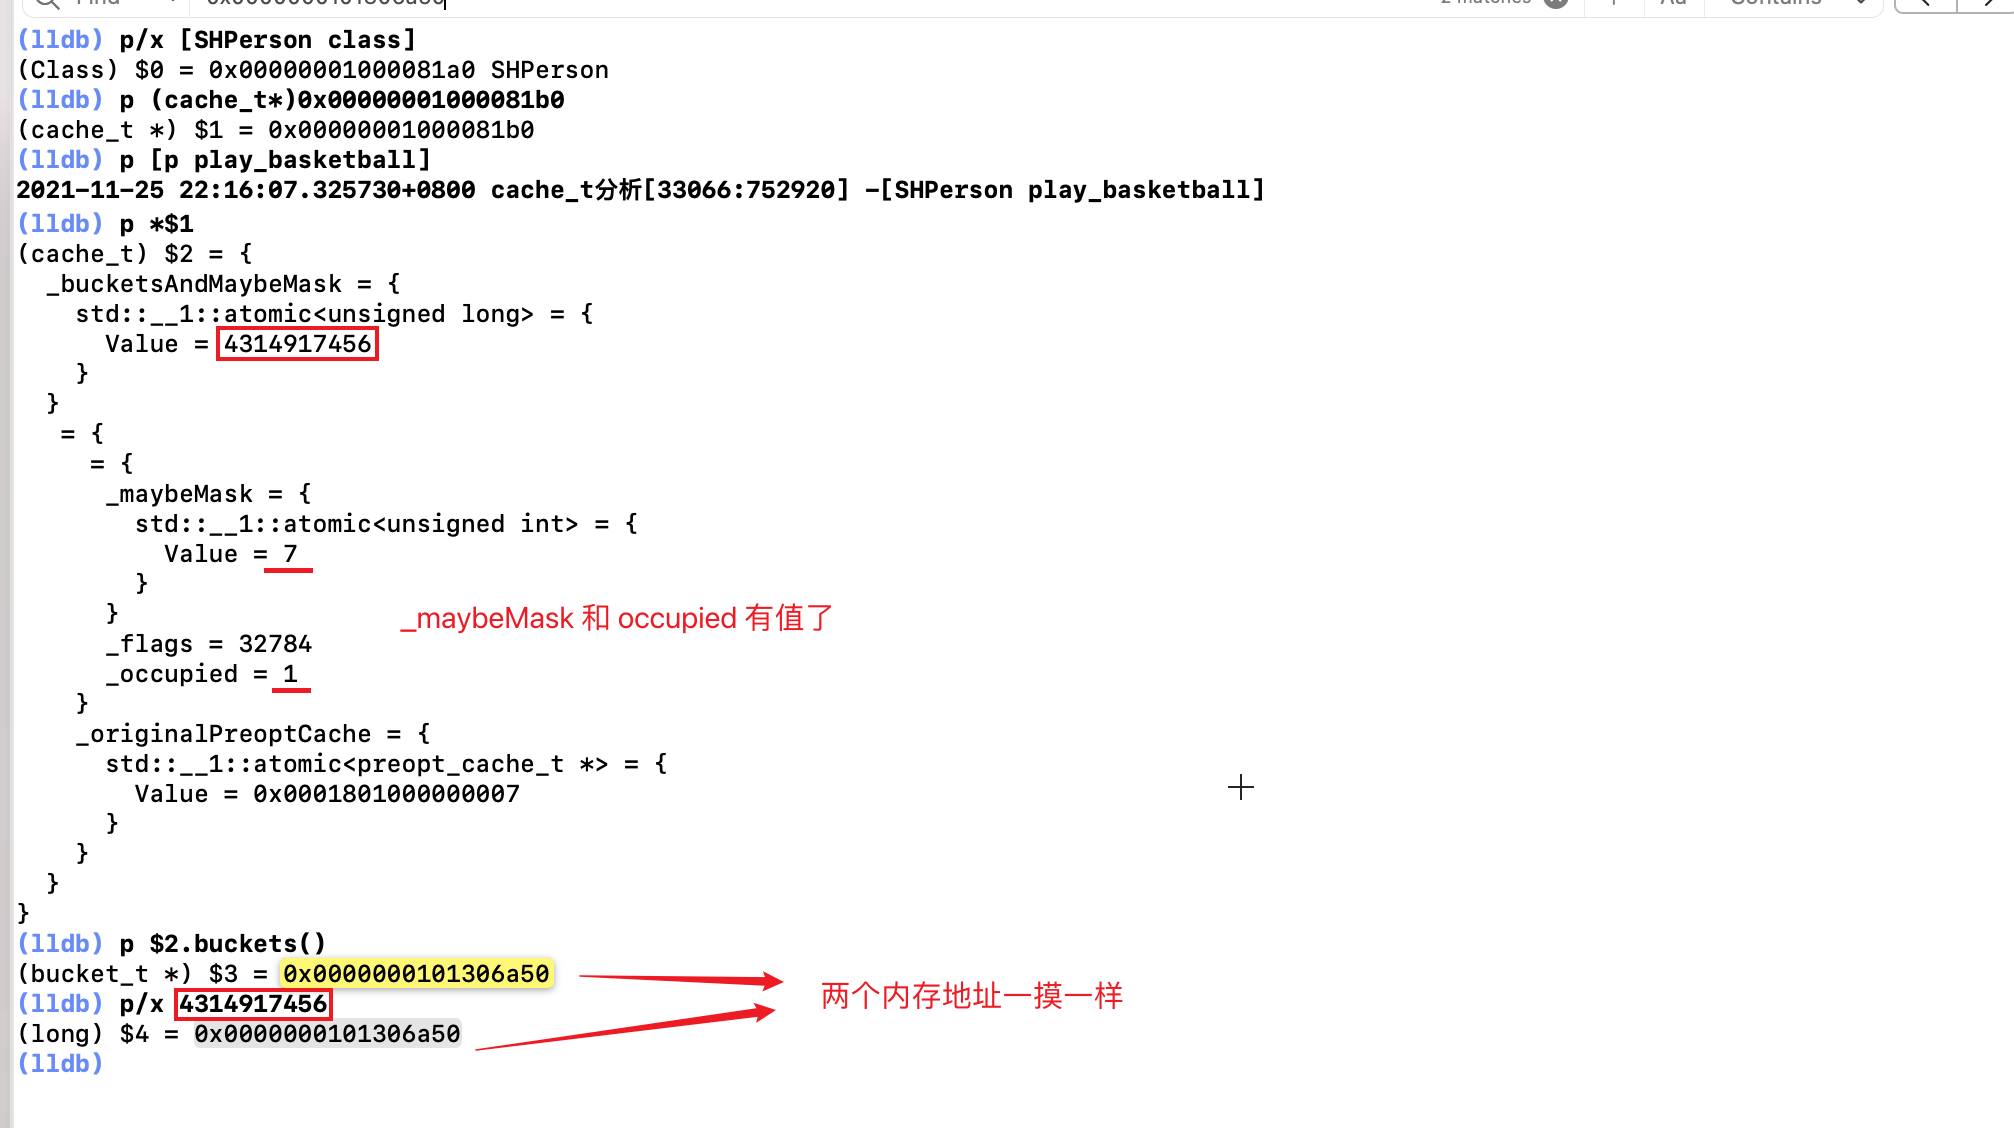 (lldb) p/x [SHPerson class]
(Class) $0 = 0x00000001000081a0 SHPerson
(lldb) p (cache_t*)0x00000001000081b0
(cache_t *) $1 = 0x00000001000081b0
(lldb) p [p play_basketball]
2021-11-25 22:16:07.325730+0800 cache_t分析[33066:752920] -[SHPerson play_basketball]
(lldb) p *$1
(cache_t) $2 = {
_bucketsAndMaybeMask = {
std::__1::atomic<unsigned long> = {
Value = 4314917456
}
}
= {
= {
_maybeMask = {
std::__1::atomic<unsigned int> = {
Value = 7
}
}
_maybeMask 和 occupied 有值了
_flags = 32784
_occupied = 1
}
_originalPreoptCache = {
std::__1::atomic<preopt_cache_t *> = {
Value = 0x0001801000000007
}
}
}
}
(lldb) p $2.buckets()
(bucket_t *) $3 = 0x0000000101306a50
两个内存地址一摸一样
(lldb) p/x 4314917456
(long) $4 = 0x0000000101306a50
(lldb)